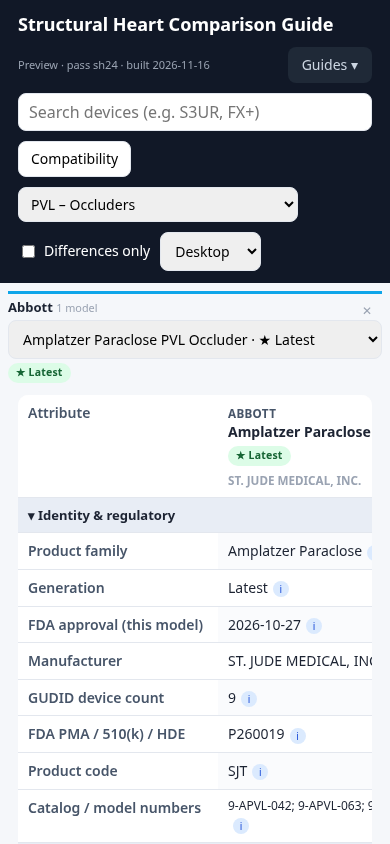 Structural Heart Comparison Guide
Preview · pass sh24 · built 2026-11-16
Guides ▾
Search devices (e.g. S3UR, FX+)
Compatibility
PVL – Occluders
Differences only
Desktop
Abbott 1 model
×
Amplatzer Paraclose PVL Occluder · ★ Latest
★ Latest
Attribute
ABBOTT
Amplatzer Paraclose
★ Latest
ST. JUDE MEDICAL, INC.
▾ Identity & regulatory
Product family Amplatzer Paraclose
Generation Latest i
FDA approval (this model) 2026-10-27 i
Manufacturer ST. JUDE MEDICAL, INC
GUDID device count 9 i
FDA PMA / 510(k) / HDE P260019 i
Product code SJT i
Catalog / model numbers 9-APVL-042; 9-APVL-063; 9
i